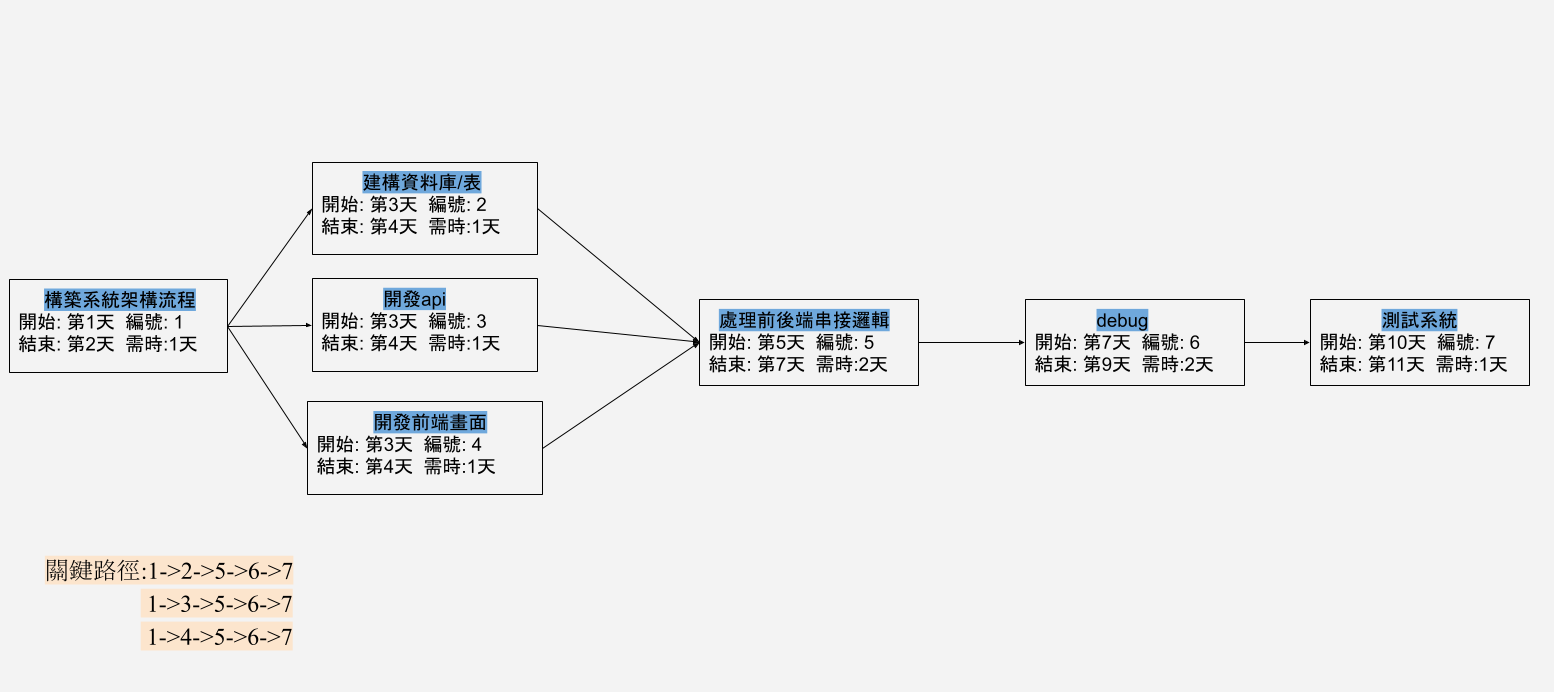 建構資料庫/表
開始: 第3天 編號: 2
結束: 第4天 需時:1天
構築系統架構流程
開始: 第1天 編號: 1
結束: 第2天 需時:1天
開發api
開始: 第3天 編號: 3
結束: 第4天 需時:1天
開發前端畫面
開始: 第3天 編號: 4
結束: 第4天 需時:1天
處理前後端串接邏輯
開始: 第5天 編號: 5
結束: 第7天 需時:2天
debug
開始: 第7天 編號: 6
結束: 第9天 需時:2天
測試系統
開始: 第10天 編號: 7
結束: 第11天 需時:1天
關鍵路徑:1->2->5->6->7
1->3->5->6->7
1->4->5->6->7